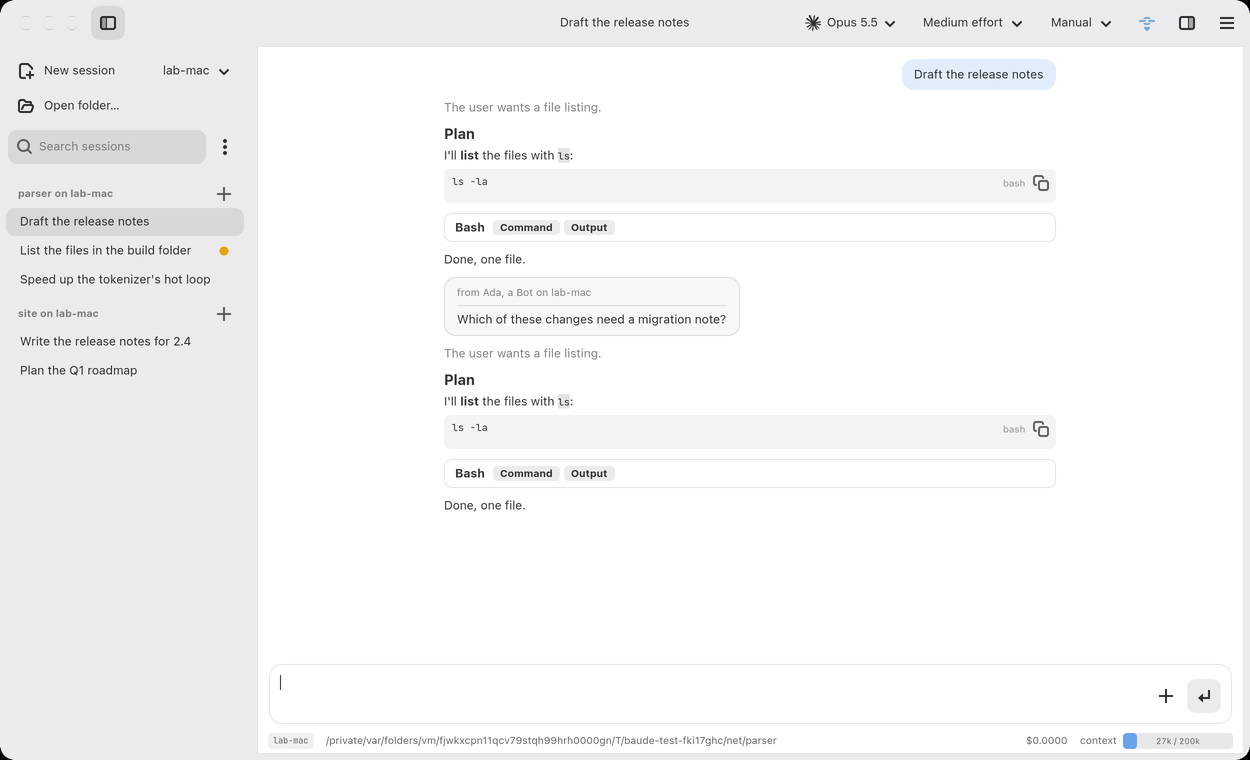 Draft the release notes
Opus 5.5
Medium effort
Manual
New session
lab-mac
Open folder...
Search sessions
parser on lab-mac
Draft the release notes
List the files in the build folder
Speed up the tokenizer's hot loop
site on lab-mac
Write the release notes for 2.4
Plan the Q1 roadmap
Draft the release notes
The user wants a file listing.
Plan
I'll list the files with ls:
ls -la
bash
Bash Command Output
Done, one file.
from Ada, a Bot on lab-mac
Which of these changes need a migration note?
The user wants a file listing.
Plan
I'll list the files with ls:
ls -la
bash
Bash Command Output
Done, one file.
lab-mac /private/var/folders/vm/fjwkxcpn11qcv79stqh99hrh0000gn/T/baude-test-fki17ghc/net/parser
$0.0000 context 27k / 200k